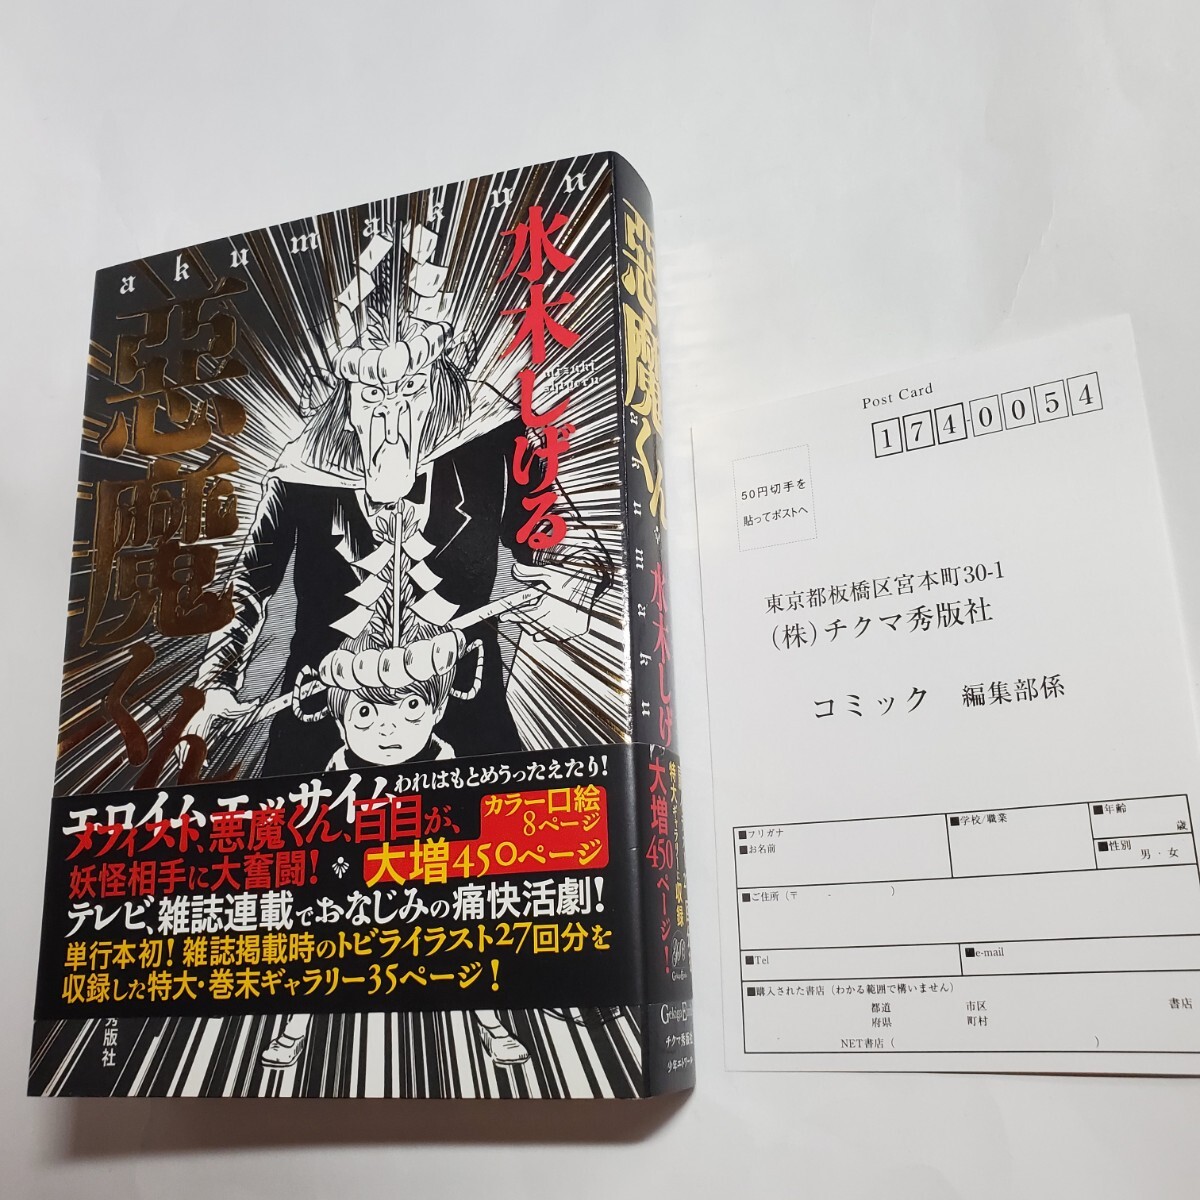 akumakun
水木しげる
mizuki shigeru
悪魔くん
エロイムエッサイム われはもとめうったえたり!
メフィスト、悪魔くん、百目が、
妖怪相手に大奮闘!
カラー口絵
8ページ
大増450ページ
テレビ、雑誌連載でおなじみの痛快活劇!
単行本初! 雑誌掲載時のトビライラスト27回分を
収録した特大・巻末ギャラリー35ページ!
秀版社
悪魔くん
akumaku
水木しげ
大増450ページ!
チクマ秀版社
Post Card
174-0054
50円切手を
貼ってポストへ
東京都板橋区宮本町30-1
(株)チクマ秀版社
コミック 編集部係
■フリガナ
■お名前
■学校/職業
■年齢
歳
■性別
男・女
■ご住所(〒 - )
■Tel
■e-mail
■購入された書店(わかる範囲で構いません)
都道 市区 書店
府県 町村
NET書店( )